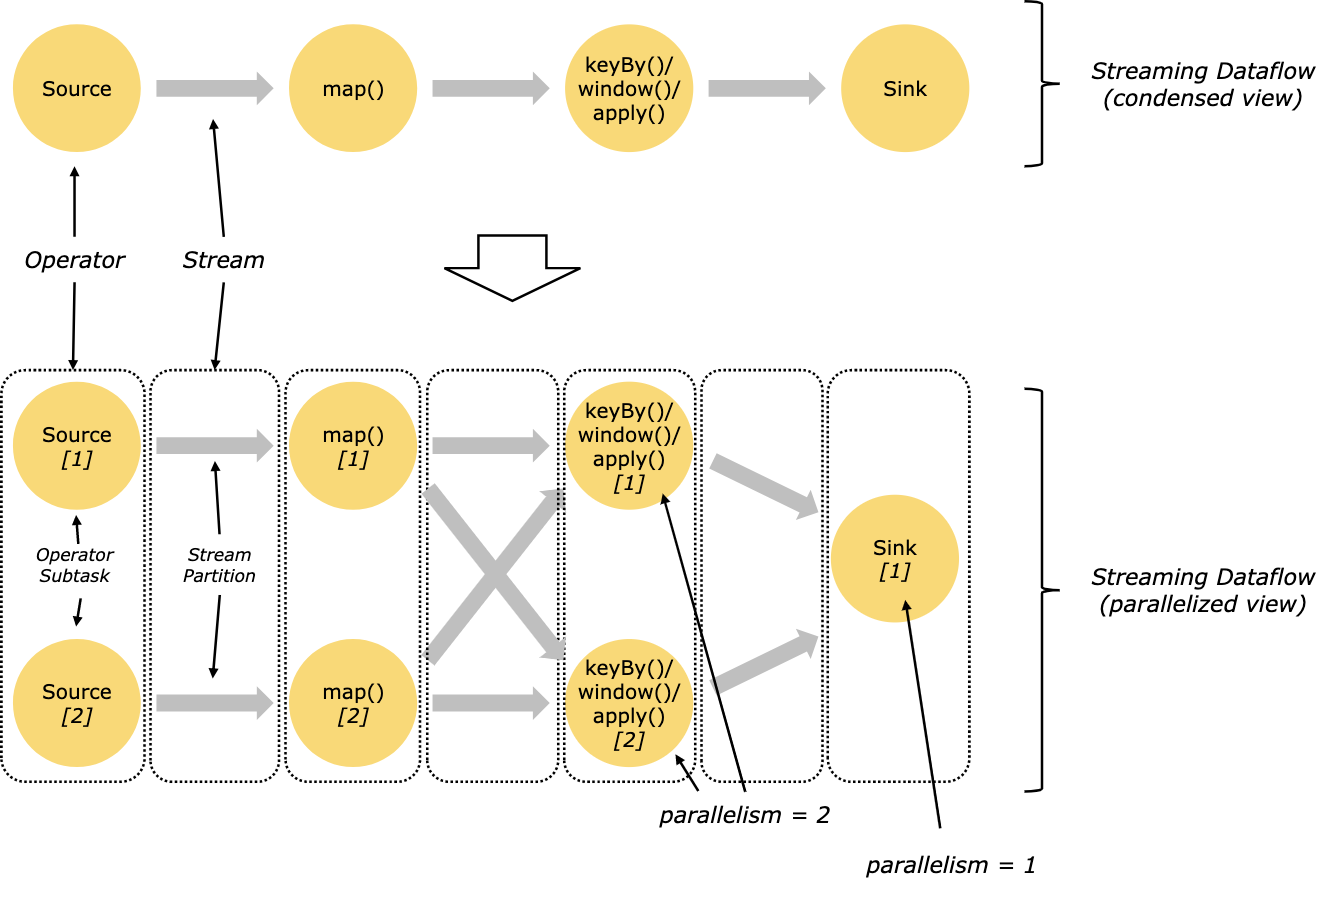 Source
map()
keyBy()/
window()/
apply()
Sink
Streaming Dataflow
(condensed view)
Operator
Stream
Source
[1]
map()
[1]
keyBy()/
window()/
apply()
[1]
Operator
Subtask
Stream
Partition
Sink
[1]
Streaming Dataflow
(parallelized view)
Source
[2]
map()
[2]
keyBy()/
window()/
apply()
[2]
parallelism = 2
parallelism = 1